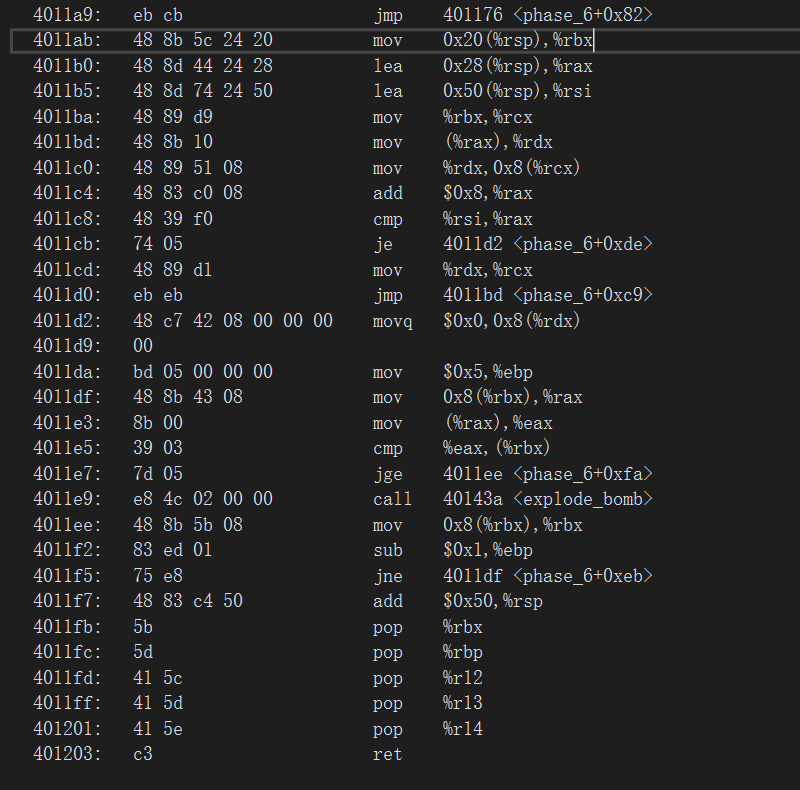 4011a9: eb cb jmp 401176 <phase_6+0x82>
4011ab: 48 8b 5c 24 20 mov 0x20(%rsp),%rbx
4011b0: 48 8d 44 24 28 lea 0x28(%rsp),%rax
4011b5: 48 8d 74 24 50 lea 0x50(%rsp),%rsi
4011ba: 48 89 d9 mov %rbx,%rcx
4011bd: 48 8b 10 mov (%rax),%rdx
4011c0: 48 89 51 08 mov %rdx,0x8(%rcx)
4011c4: 48 83 c0 08 add $0x8,%rax
4011c8: 48 39 f0 cmp %rsi,%rax
4011cb: 74 05 je 4011d2 <phase_6+0xde>
4011cd: 48 89 d1 mov %rdx,%rcx
4011d0: eb eb jmp 4011bd <phase_6+0xc9>
4011d2: 48 c7 42 08 00 00 00 movq $0x0,0x8(%rdx)
4011d9: 00
4011da: bd 05 00 00 00 mov $0x5,%ebp
4011df: 48 8b 43 08 mov 0x8(%rbx),%rax
4011e3: 8b 00 mov (%rax),%eax
4011e5: 39 03 cmp %eax,(%rbx)
4011e7: 7d 05 jge 4011ee <phase_6+0xfa>
4011e9: e8 4c 02 00 00 call 40143a <explode_bomb>
4011ee: 48 8b 5b 08 mov 0x8(%rbx),%rbx
4011f2: 83 ed 01 sub $0x1,%ebp
4011f5: 75 e8 jne 4011df <phase_6+0xeb>
4011f7: 48 83 c4 50 add $0x50,%rsp
4011fb: 5b pop %rbx
4011fc: 5d pop %rbp
4011fd: 41 5c pop %r12
4011ff: 41 5d pop %r13
401201: 41 5e pop %r14
401203: c3 ret